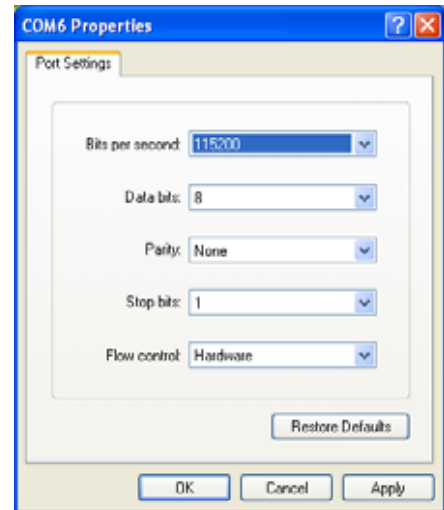 COM6 Properties
Port Settings
Bits per second: 115200
Data bits: 8
Parity: None
Stop bits: 1
Flow control: Hardware
Restore Defaults
OK Cancel Apply